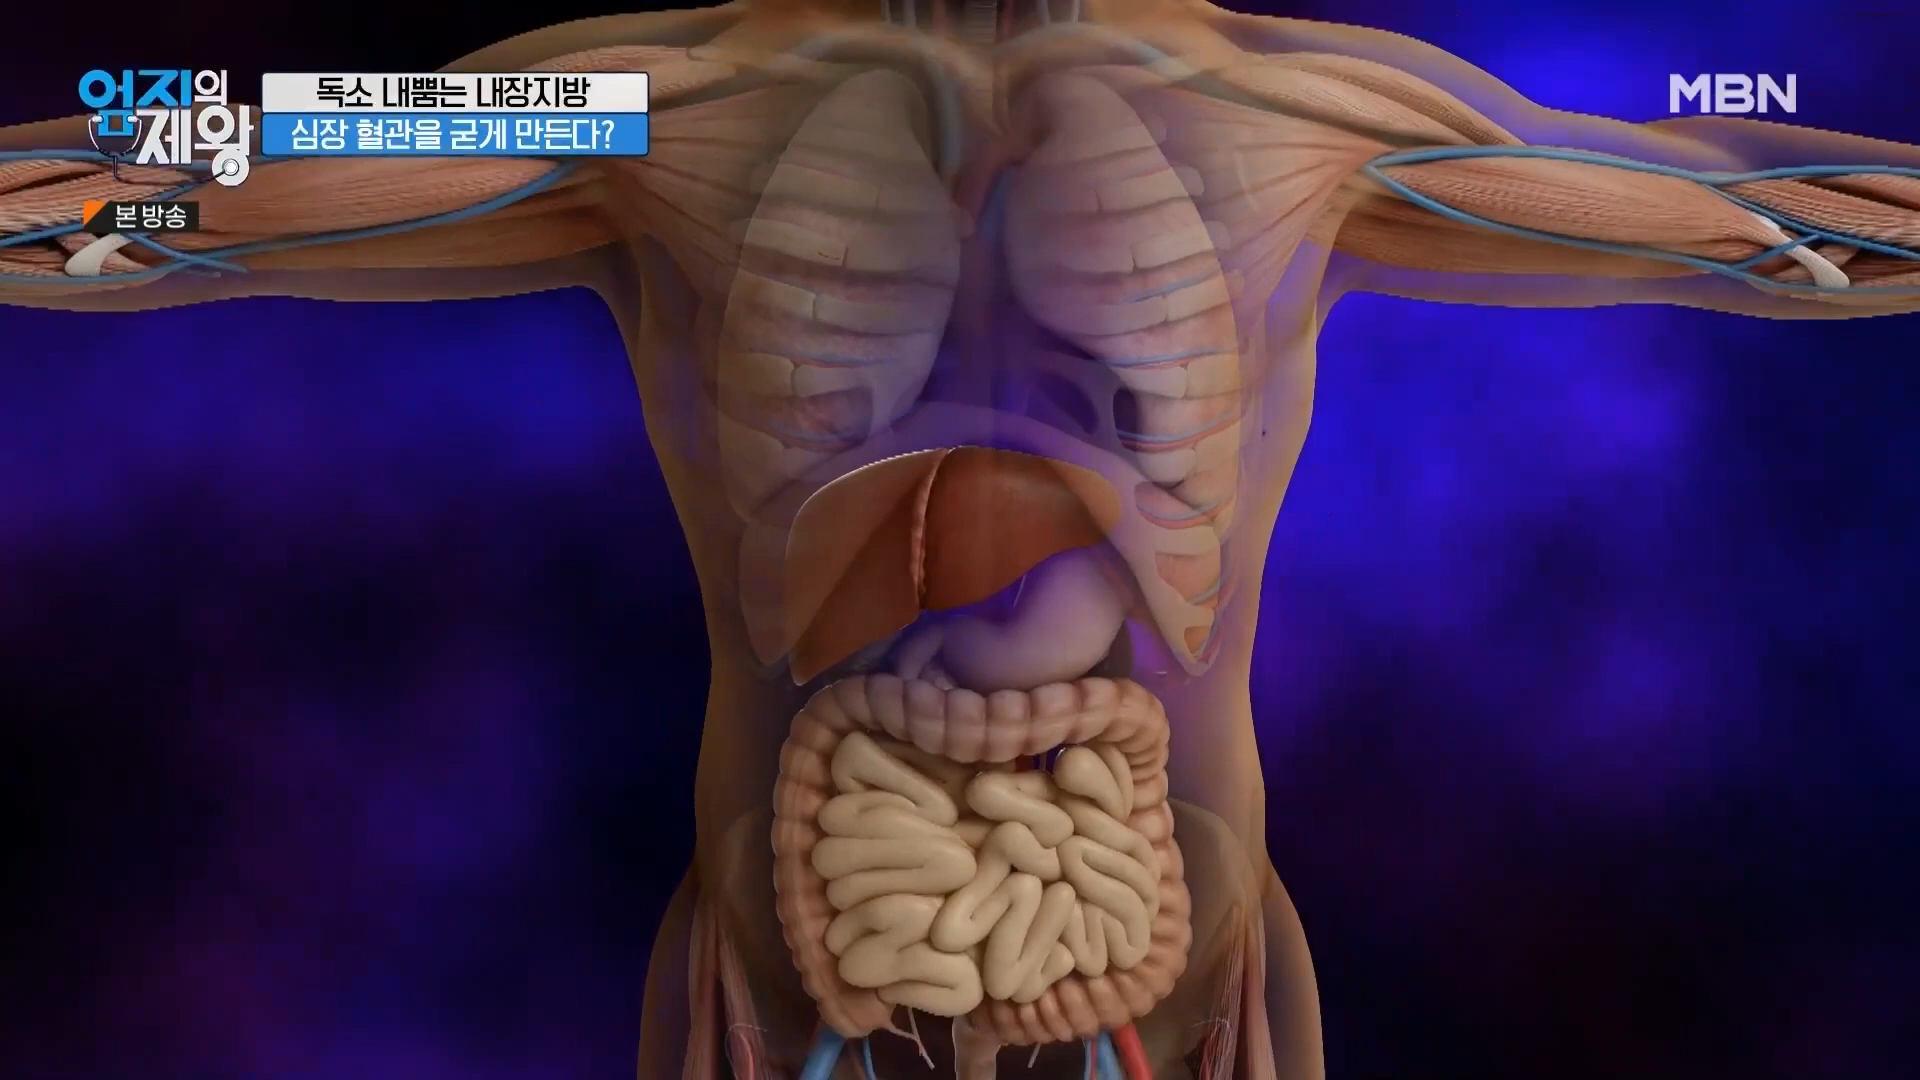 엄지의
제왕
독소 내뿜는 내장지방
심장 혈관을 굳게 만든다?
본 방송
MBN